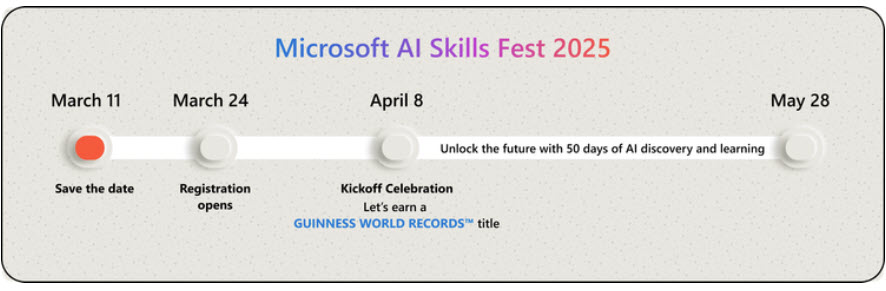 Microsoft AI Skills Fest 2025
March 11
March 24
April 8
May 28
Unlock the future with 50 days of AI discovery and learning
Save the date
Registration
opens
Kickoff Celebration
Let's earn a
GUINNESS WORLD RECORDS™ title